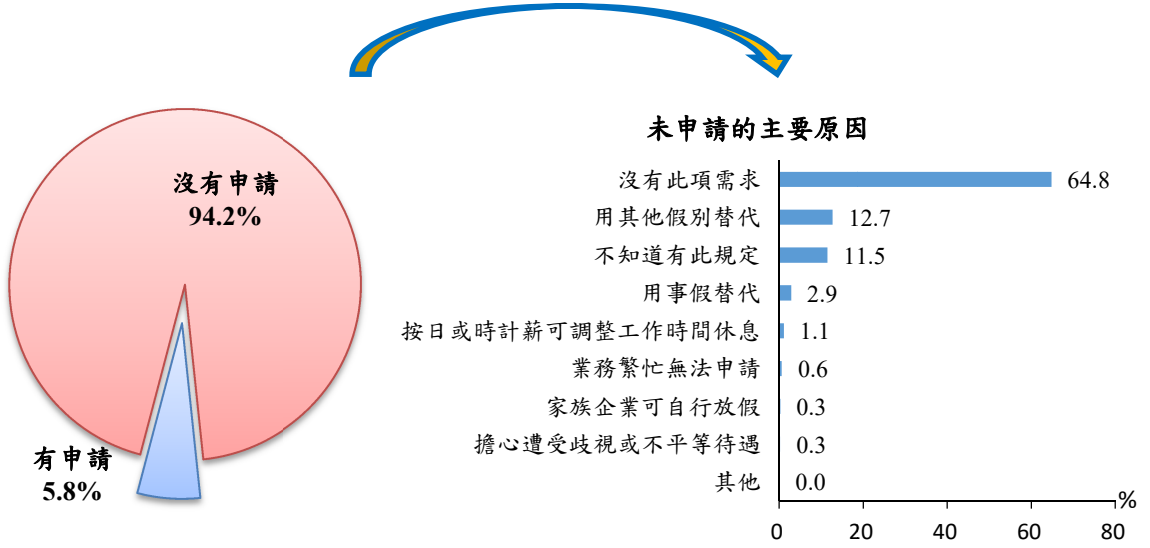 沒有申請
94.2%
有申請
5.8%
未申請的主要原因
沒有此項需求 64.8
用其他假別替代 12.7
不知道有此規定 11.5
用事假替代 2.9
按日或時計薪可調整工作時間休息 1.1
業務繁忙無法申請 0.6
家族企業可自行放假 0.3
擔心遭受歧視或不平等待遇 0.3
其他 0.0
%
0 20 40 60 80